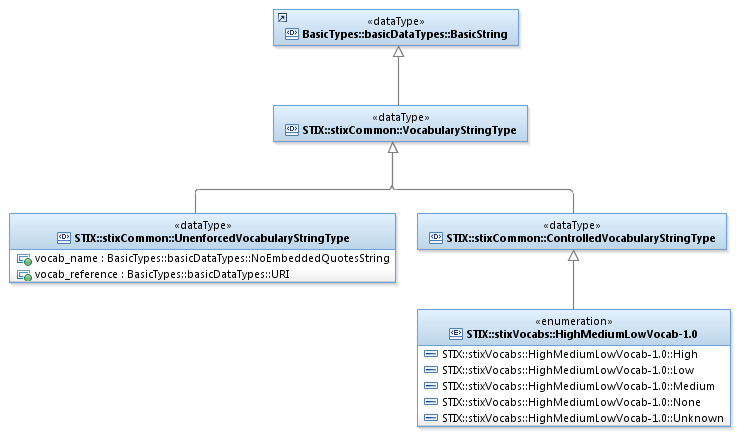 «dataType»
BasicTypes::basicDataTypes::BasicString
«dataType»
STIX::stixCommon::VocabularyStringType
«dataType»
STIX::stixCommon::UnenforcedVocabularyStringType
vocab_name : BasicTypes::basicDataTypes::NoEmbeddedQuotesString
vocab_reference : BasicTypes::basicDataTypes::URI
«dataType»
STIX::stixCommon::ControlledVocabularyStringType
«enumeration»
STIX::stixVocabs::HighMediumLowVocab-1.0
STIX::stixVocabs::HighMediumLowVocab-1.0::High
STIX::stixVocabs::HighMediumLowVocab-1.0::Low
STIX::stixVocabs::HighMediumLowVocab-1.0::Medium
STIX::stixVocabs::HighMediumLowVocab-1.0::None
STIX::stixVocabs::HighMediumLowVocab-1.0::Unknown